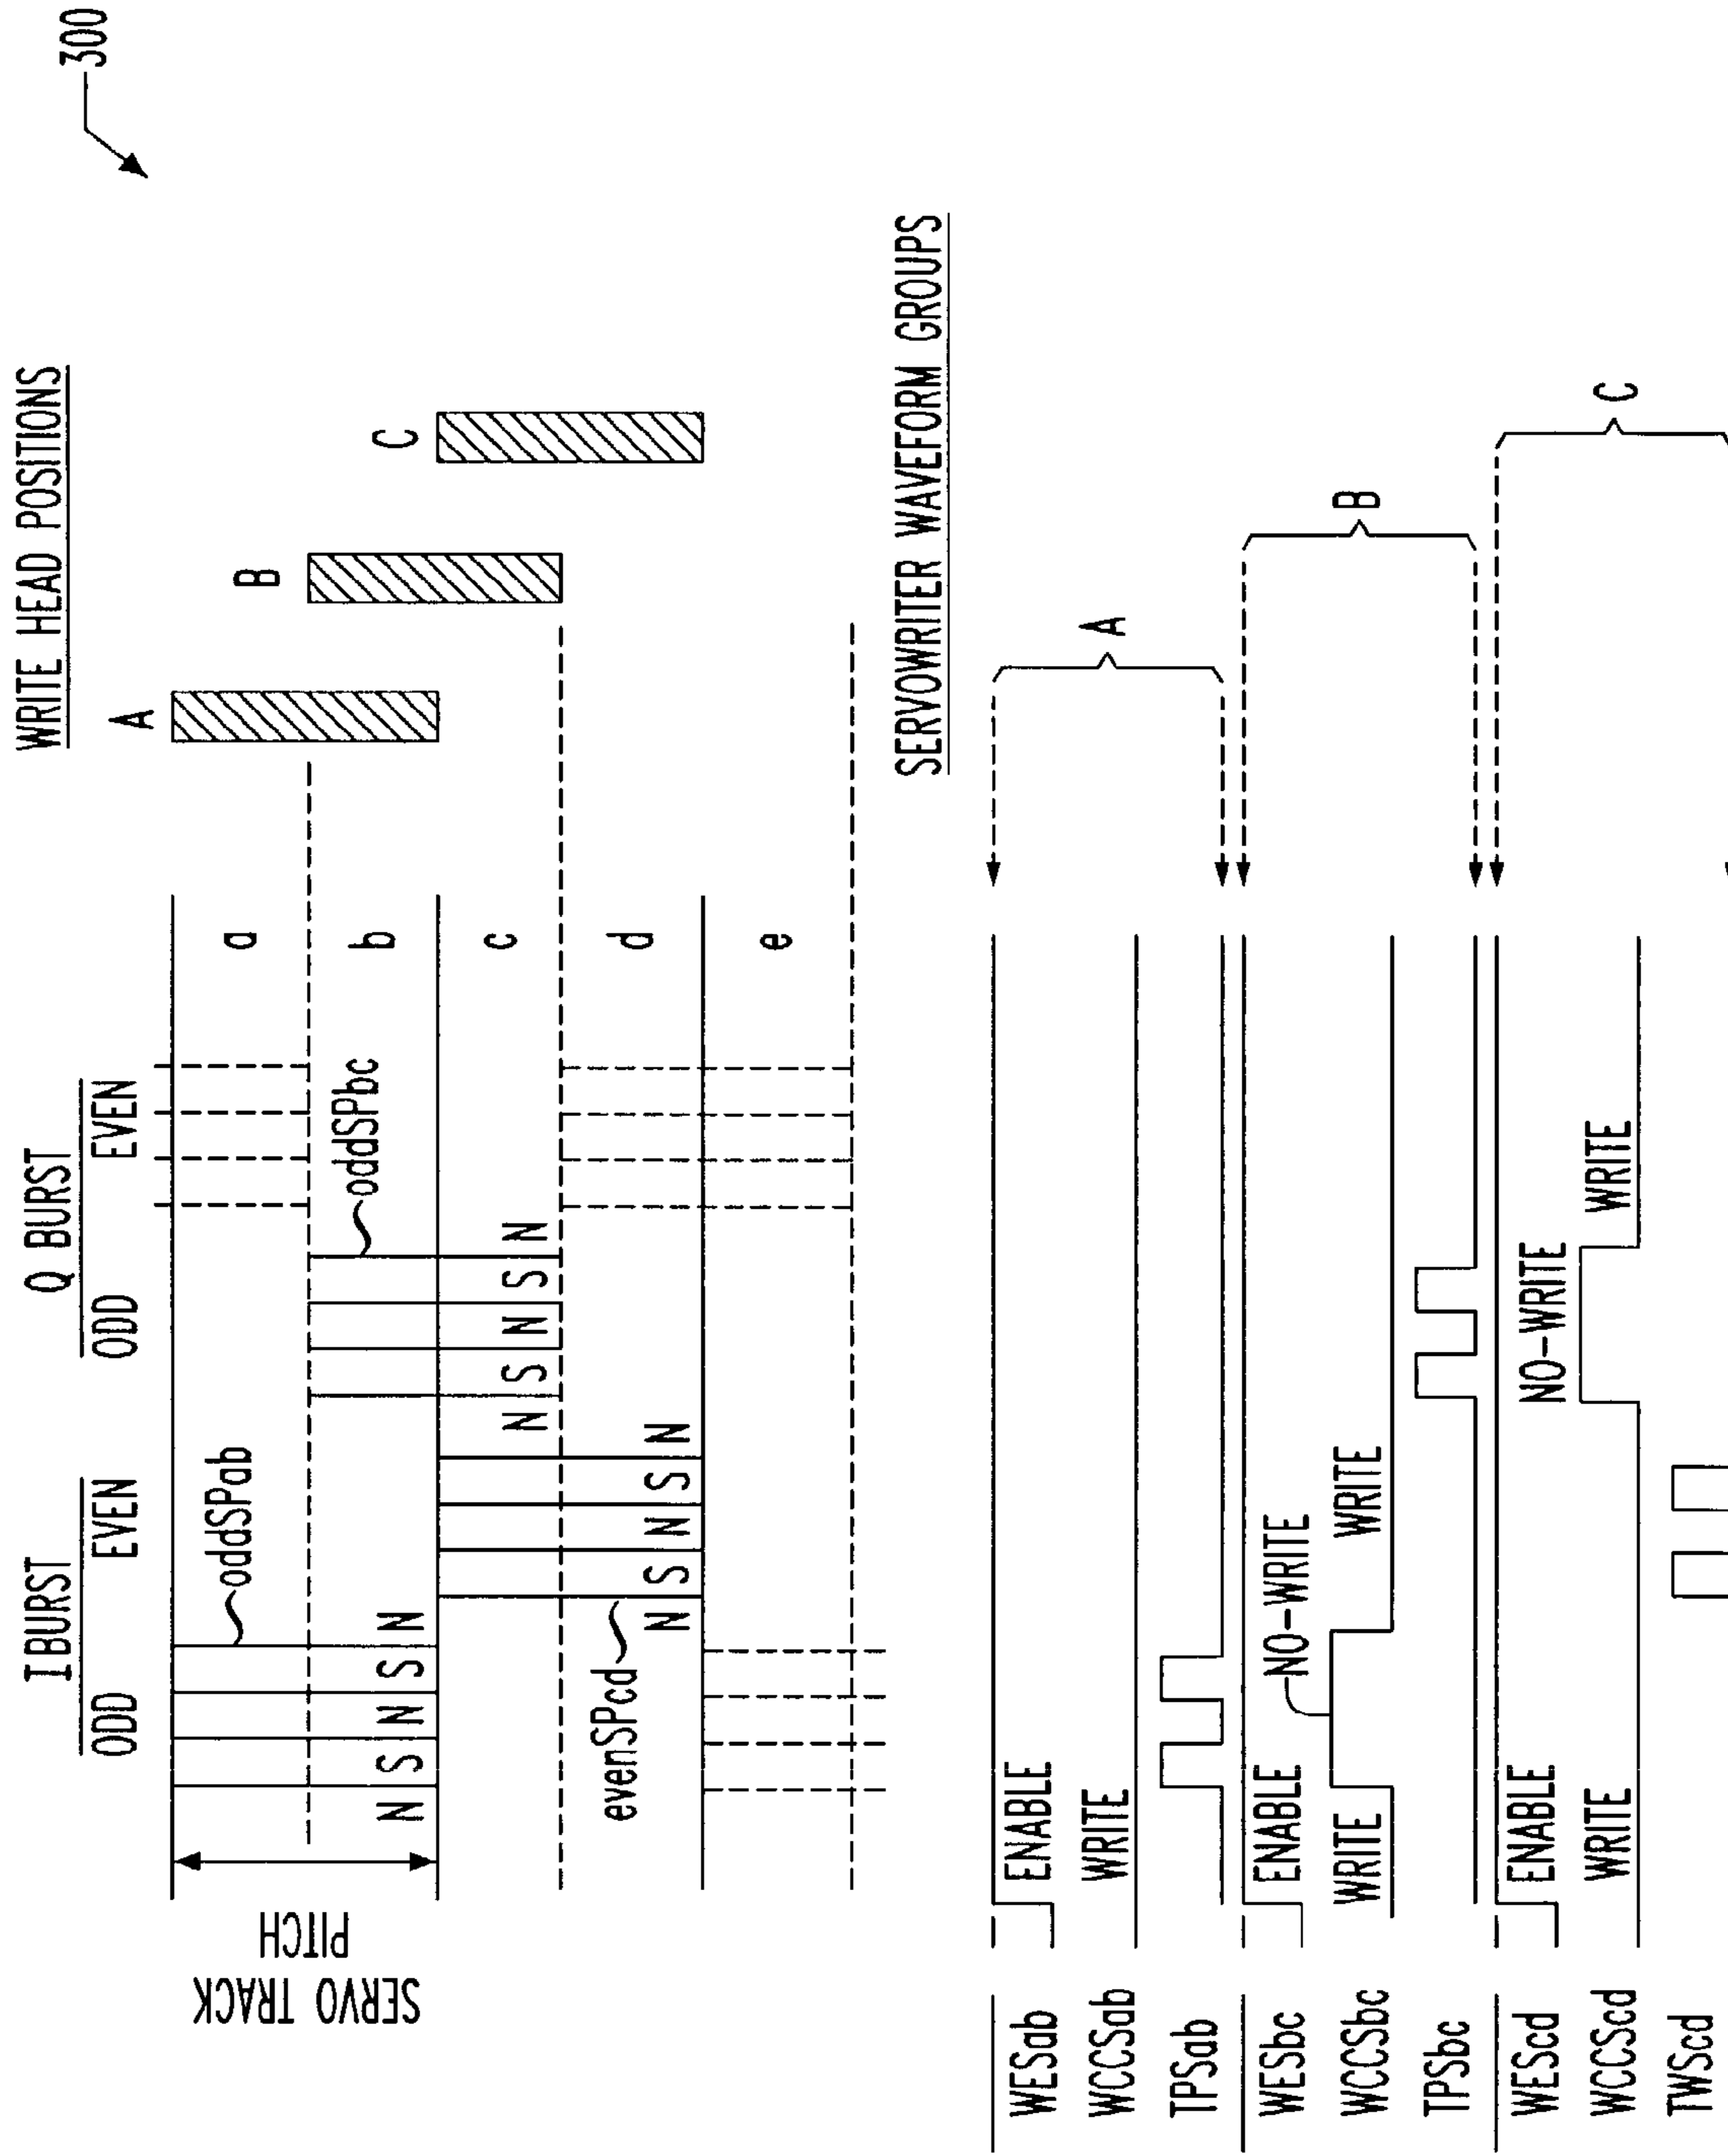 300
WRITE HEAD POSITIONS
A
B
C
I BURST
Q BURST
ODD
EVEN
ODD
EVEN
SERVO TRACK
PITCH
oddSPab
oddSPbc
evenSPcd
a
b
c
d
e
N S N S N
N S N S N
N S N S N
SERVOWRITER WAVEFORM GROUPS
WESab
ENABLE
WCCSab
WRITE
TPSab
A
WESbc
ENABLE
NO-WRITE
WCCSbc
WRITE
WRITE
TPSbc
B
WEScd
ENABLE
NO-WRITE
WCCScd
WRITE
WRITE
TWScd
C